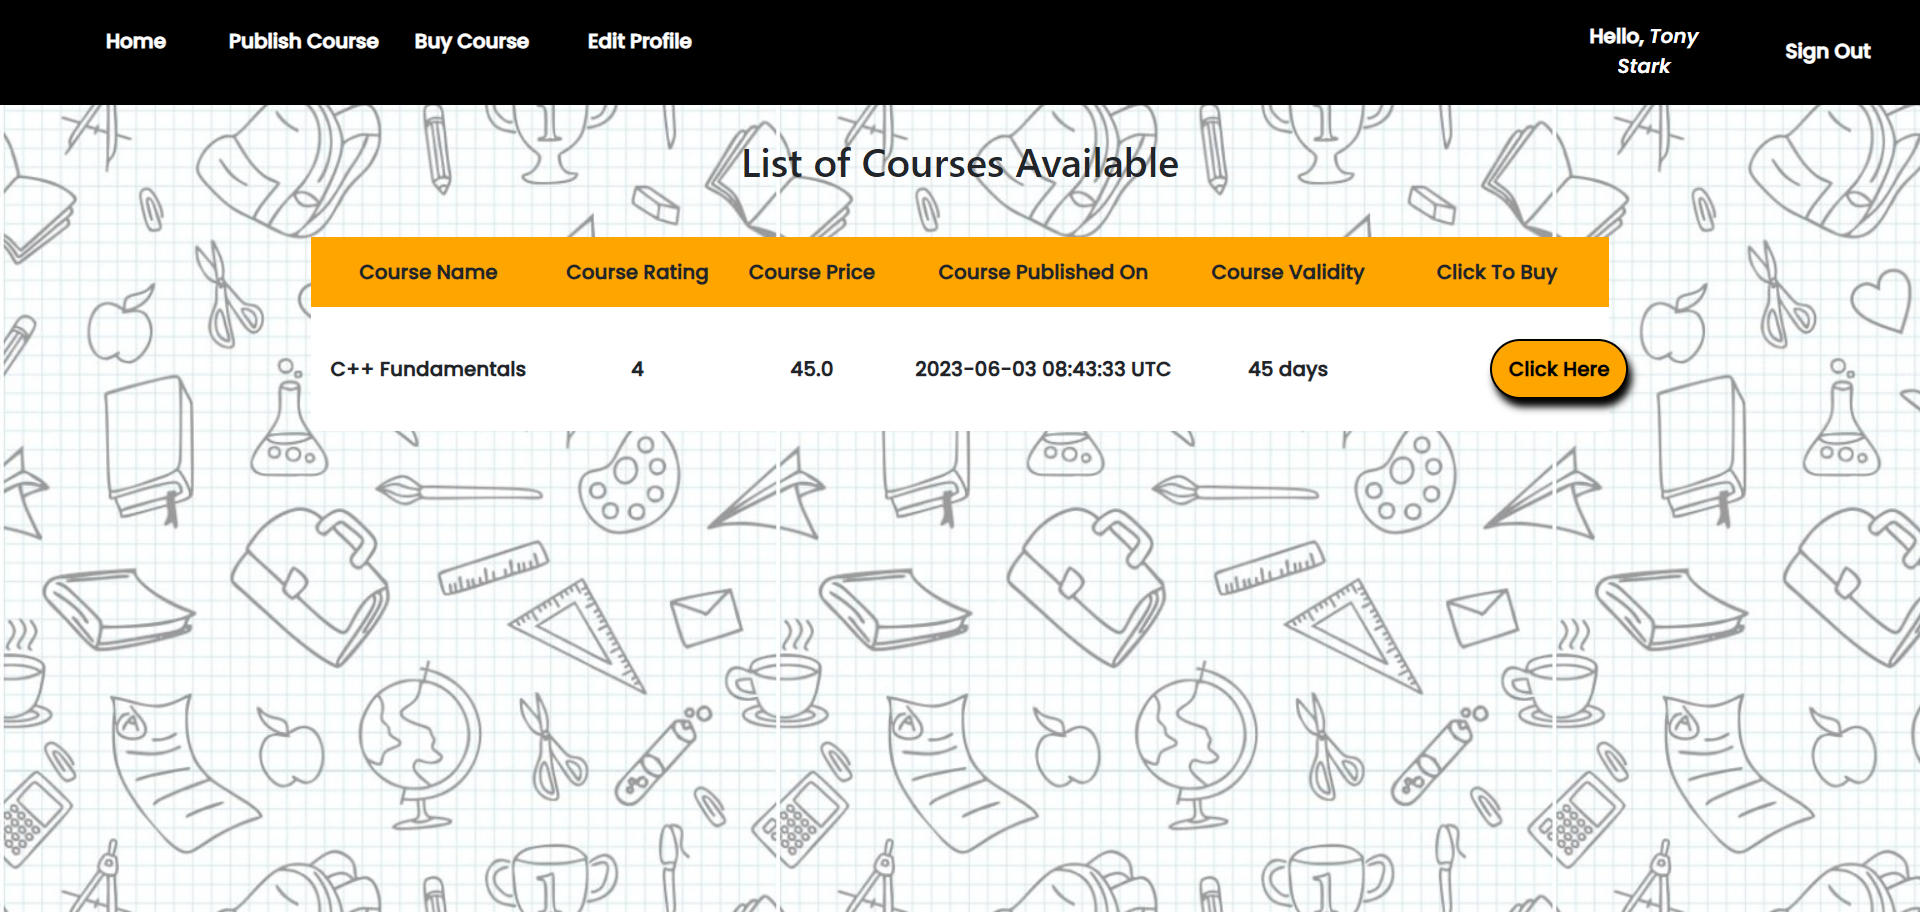 Home Publish Course Buy Course Edit Profile Hello, Tony Stark Sign Out
List of Courses Available
Course Name Course Rating Course Price Course Published On Course Validity Click To Buy
C++ Fundamentals 4 45.0 2023-06-03 08:43:33 UTC 45 days Click Here